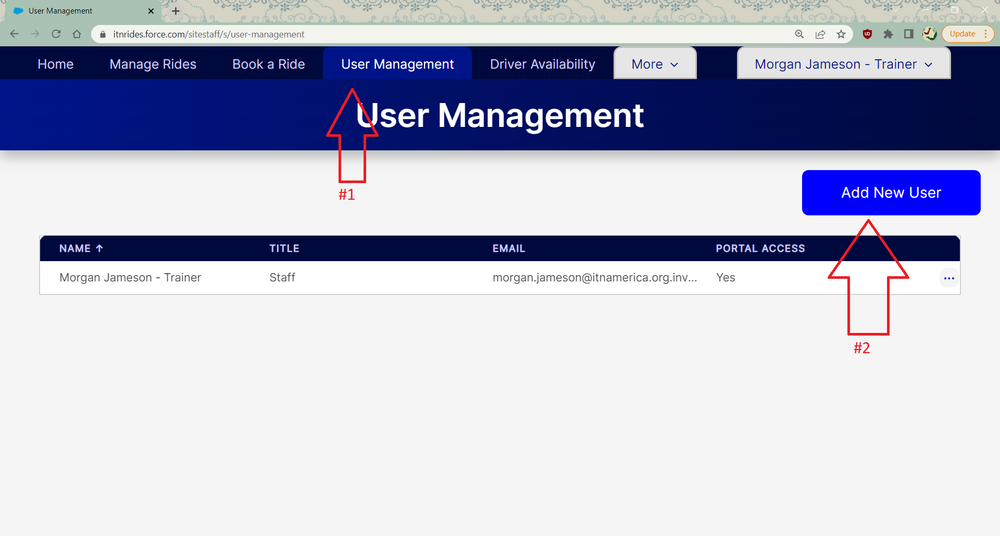 User Management
itnrides.force.com/sitestaff/s/user-management
Update
Home Manage Rides Book a Ride User Management Driver Availability More Morgan Jameson - Trainer
User Management
#1
Add New User
NAME TITLE EMAIL PORTAL ACCESS
Morgan Jameson - Trainer Staff morgan.jameson@itnamerica.org.inv... Yes ...
#2